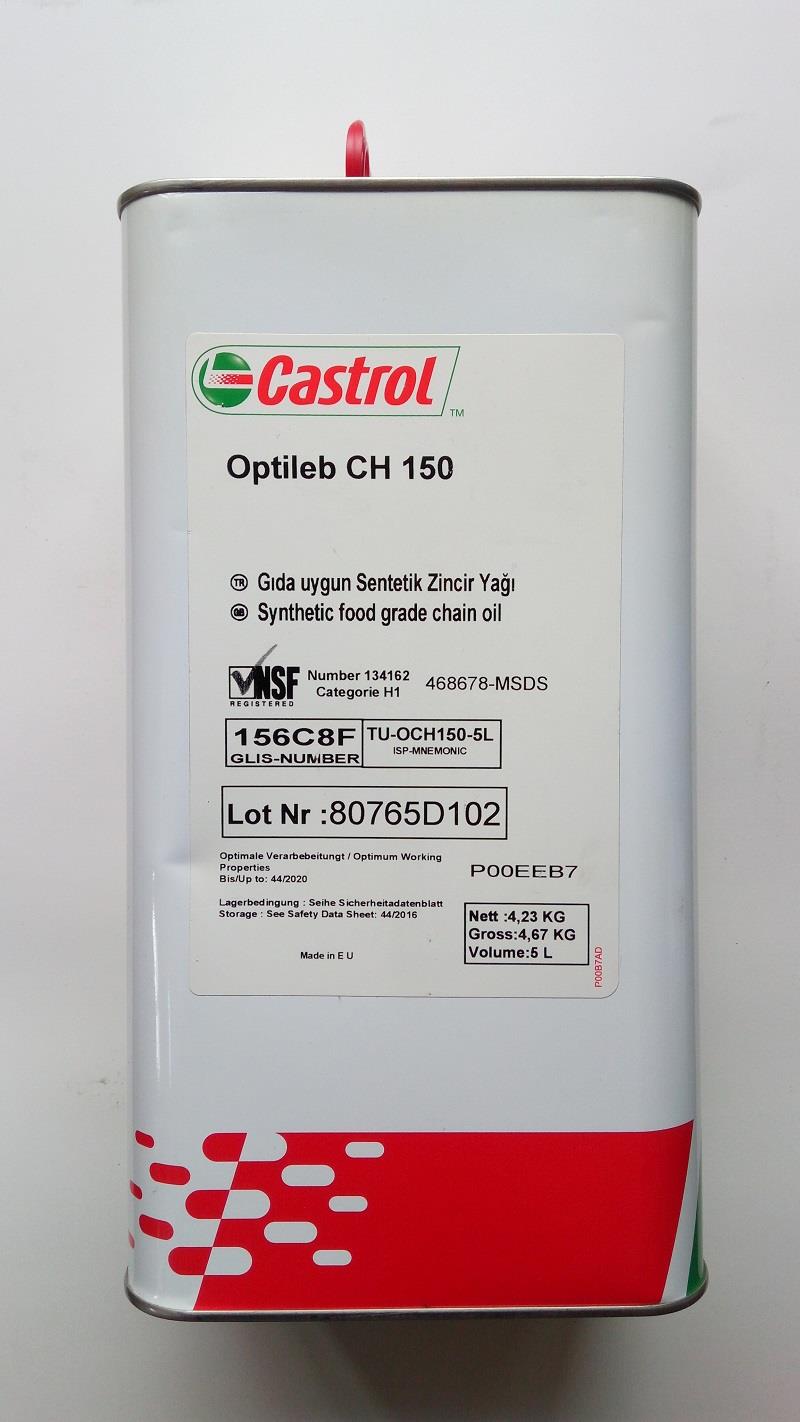 Castrol
TM
Optileb CH 150
TR Gıda uygun Sentetik Zincir Yağı
GB Synthetic food grade chain oil
NSF
REGISTERED
Number 134162
Categorie H1
468678-MSDS
156C8F
GLIS-NUMBER
TU-OCH150-5L
ISP-MNEMONIC
Lot Nr :80765D102
Optimale Verarbebeitungt / Optimum Working
Properties
Bis/Up to: 44/2020
P00EEB7
Lagerbedingung : Seihe Sicherheitadatenblatt
Storage : See Safety Data Sheet: 44/2016
Nett :4,23 KG
Gross:4,67 KG
Volume:5 L
Made in E U
P00B7AD